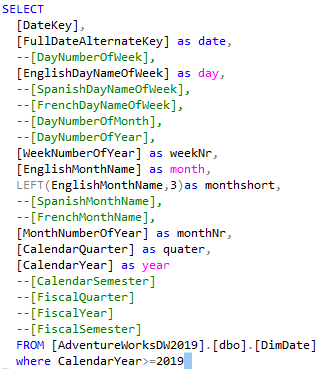 SELECT
[DateKey],
[FullDateAlternateKey] as date,
--[DayNumberOfWeek],
[EnglishDayNameOfWeek] as day,
--[SpanishDayNameOfWeek],
--[FrenchDayNameOfWeek],
--[DayNumberOfMonth],
--[DayNumberOfYear],
[WeekNumberOfYear] as weekNr,
[EnglishMonthName] as month,
LEFT(EnglishMonthName,3)as monthshort,
--[SpanishMonthName],
--[FrenchMonthName],
[MonthNumberOfYear] as monthNr,
[CalendarQuarter] as quater,
[CalendarYear] as year
--[CalendarSemester]
--[FiscalQuarter]
--[FiscalYear]
--[FiscalSemester]
FROM [AdventureWorksDW2019].[dbo].[DimDate]
where CalendarYear>=2019